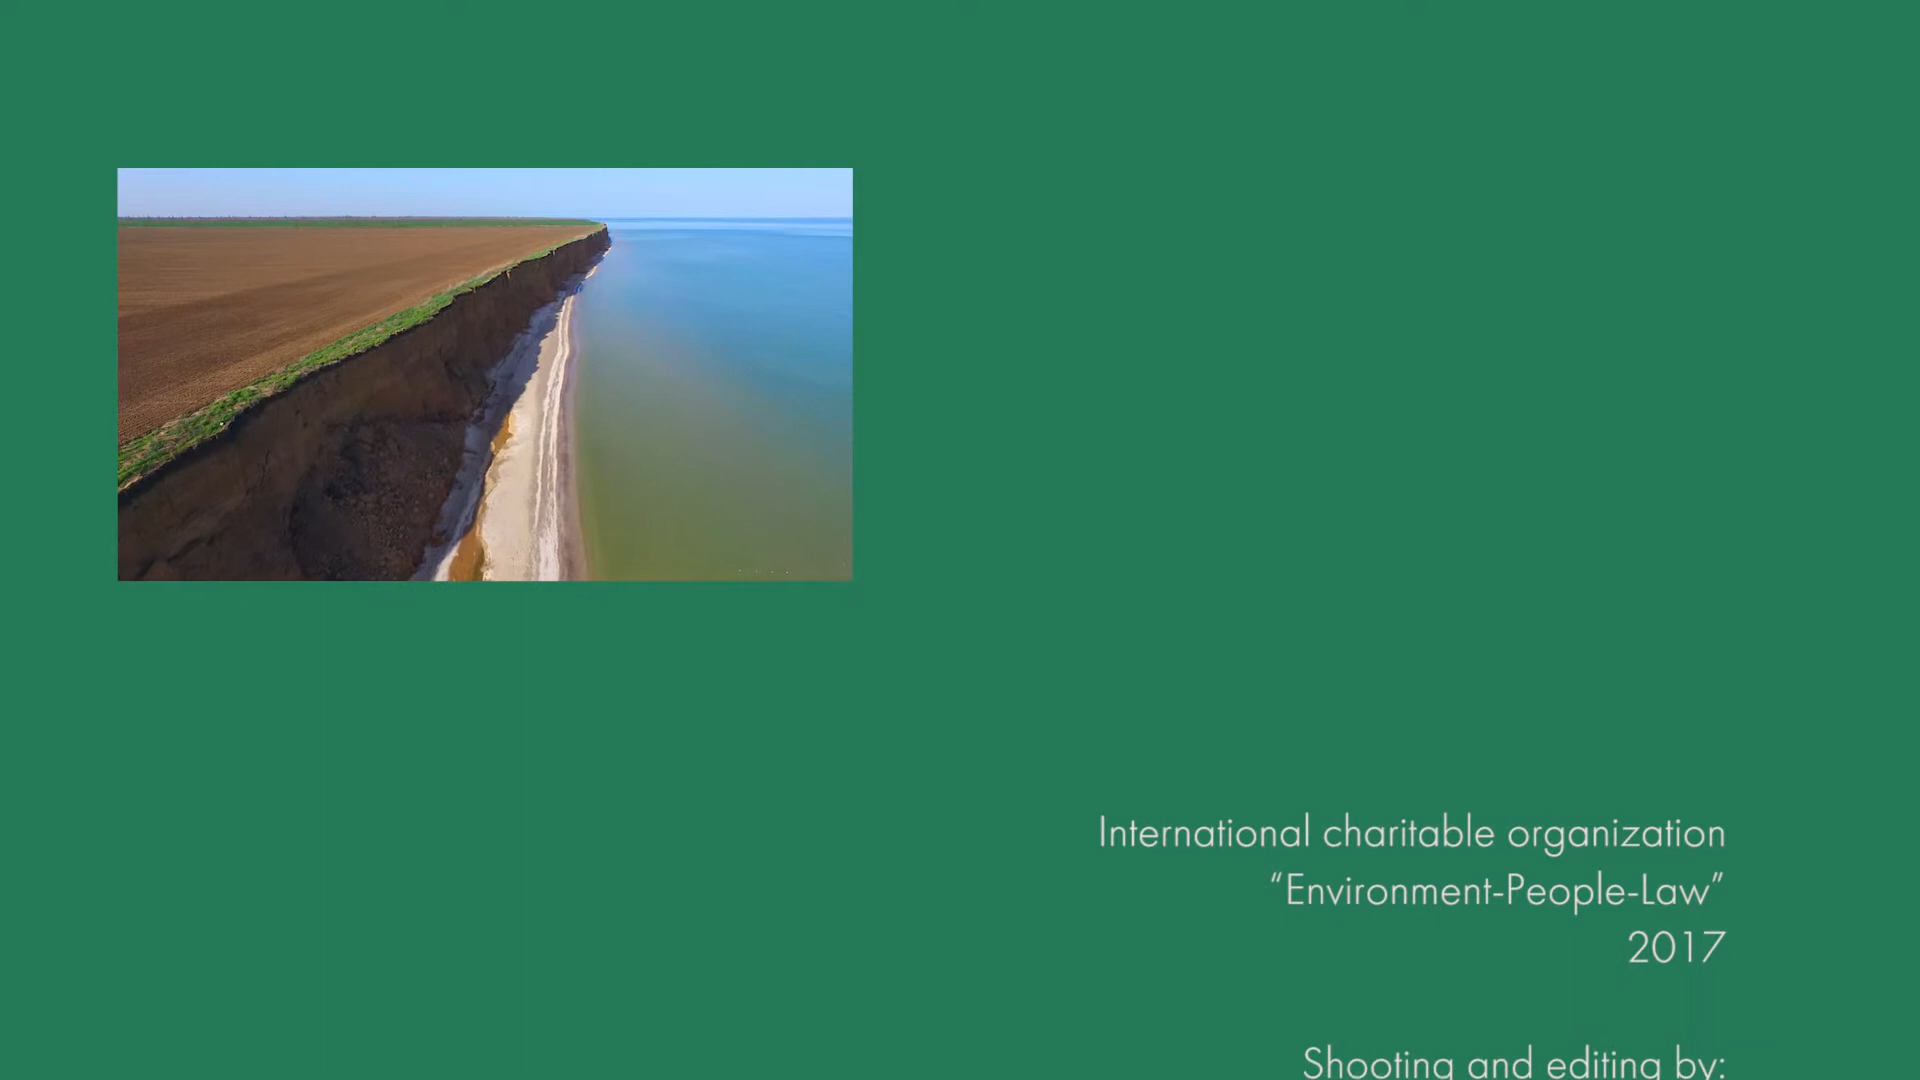 International charitable organization
“Environment-People-Law”
2017
Shooting and editing by: